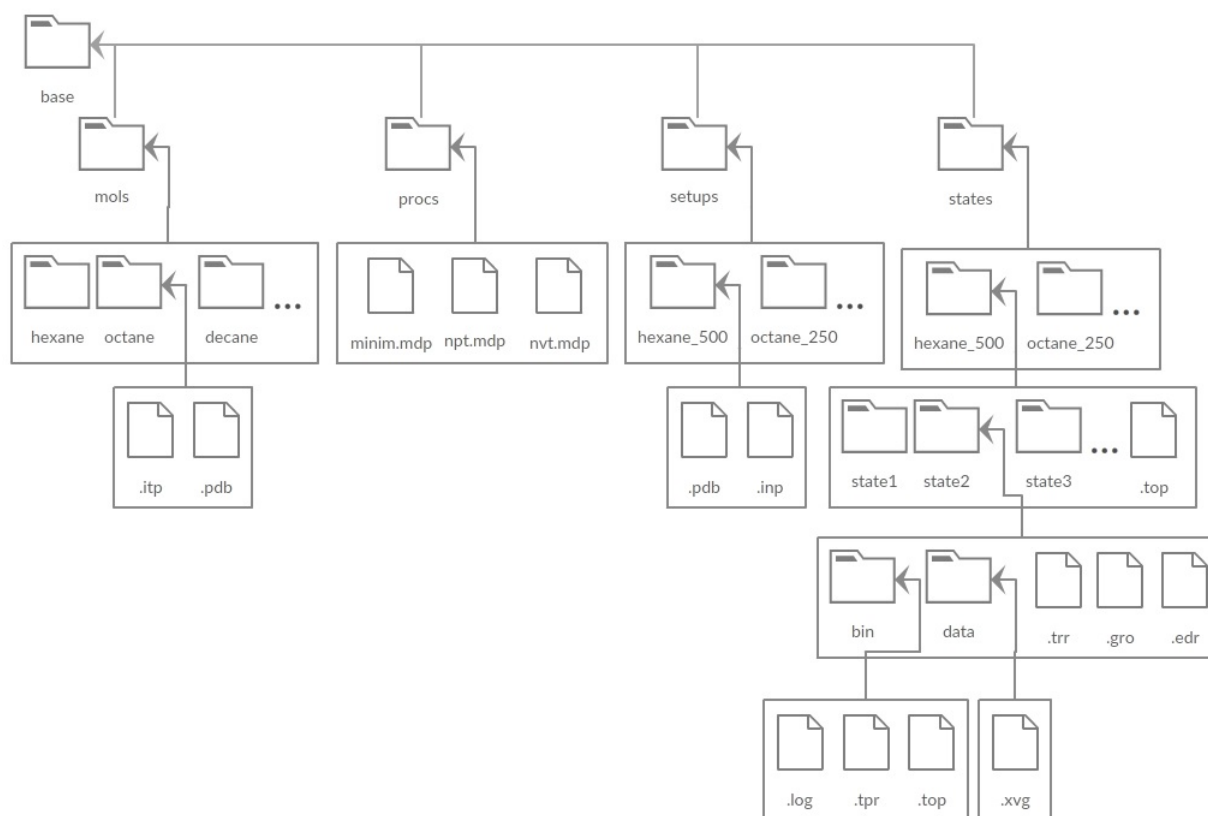 base
mols procs setups states
hexane octane decane ...
minim.mdp npt.mdp nvt.mdp
hexane_500 octane_250 ...
hexane_500 octane_250 ...
.itp .pdb
.pdb .inp
state1 state2 state3 ... .top
bin data .trr .gro .edr
.log .tpr .top .xvg